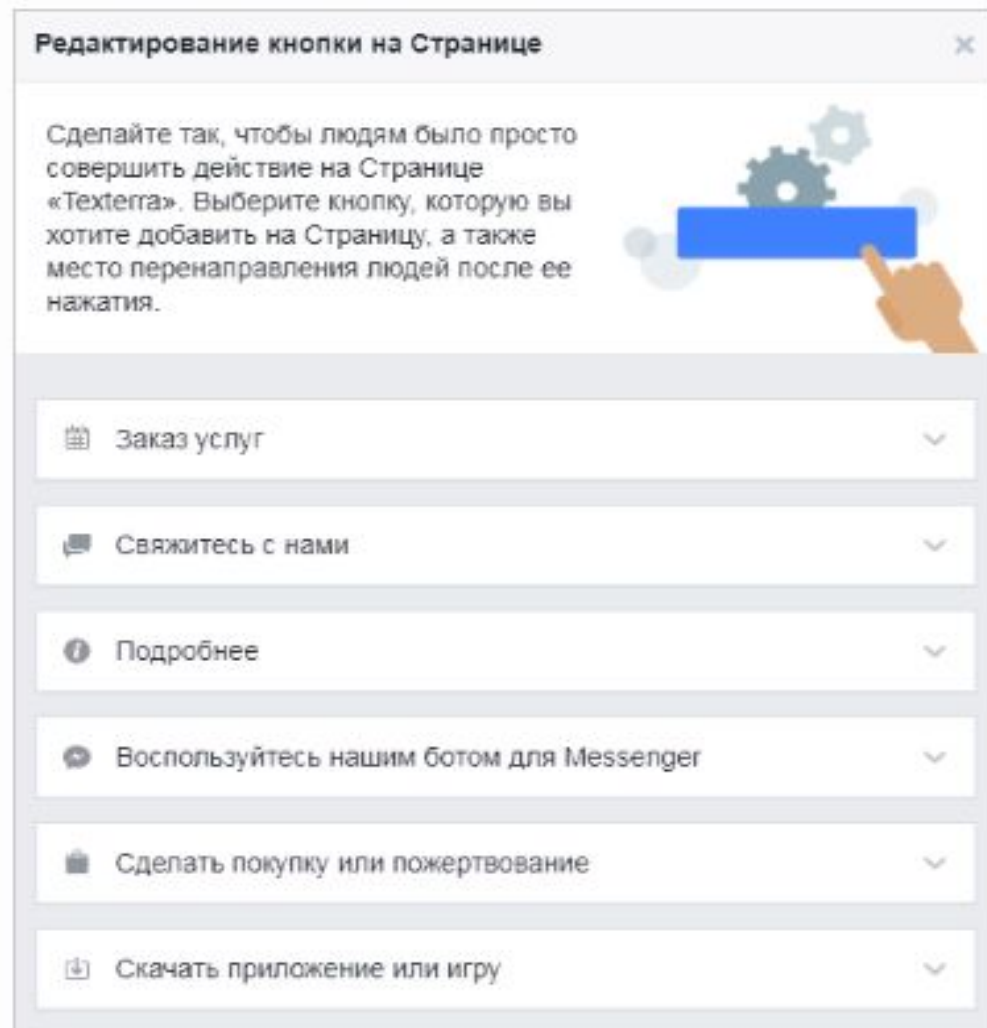 Редактирование кнопки на Странице
Сделайте так, чтобы людям было просто
совершить действие на Странице
«Texterra». Выберите кнопку, которую вы
хотите добавить на Страницу, а также
место перенаправления людей после ее
нажатия.
Заказ услуг
Свяжитесь с нами
Подробнее
Воспользуйтесь нашим ботом для Messenger
Сделать покупку или пожертвование
Скачать приложение или игру